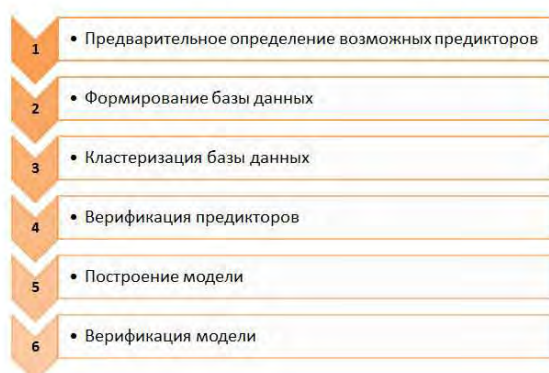 1 • Предварительное определение возможных предикторов
2 • Формирование базы данных
3 • Кластеризация базы данных
4 • Верификация предикторов
5 • Построение модели
6 • Верификация модели